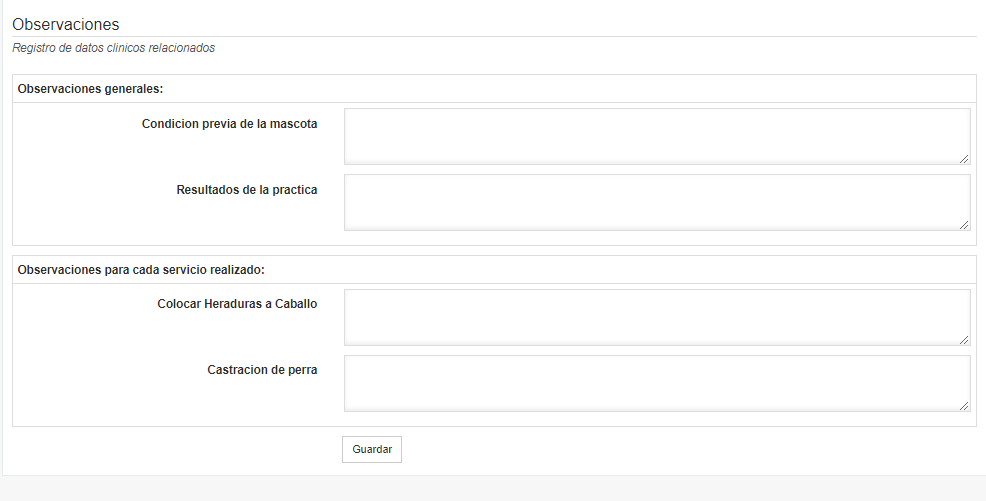 Observaciones
Registro de datos clinicos relacionados
Observaciones generales:
Condicion previa de la mascota
Resultados de la practica
Observaciones para cada servicio realizado:
Colocar Heraduras a Caballo
Castracion de perra
Guardar